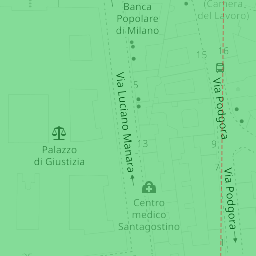 Banca
Popolare
di Milano
(Camera
del Lavoro)
16
15
5
Via Luciano Manara
Via Podgora
13
9
Palazzo
di Giustizia
Via Podgora
Centro
medico
Santagostino